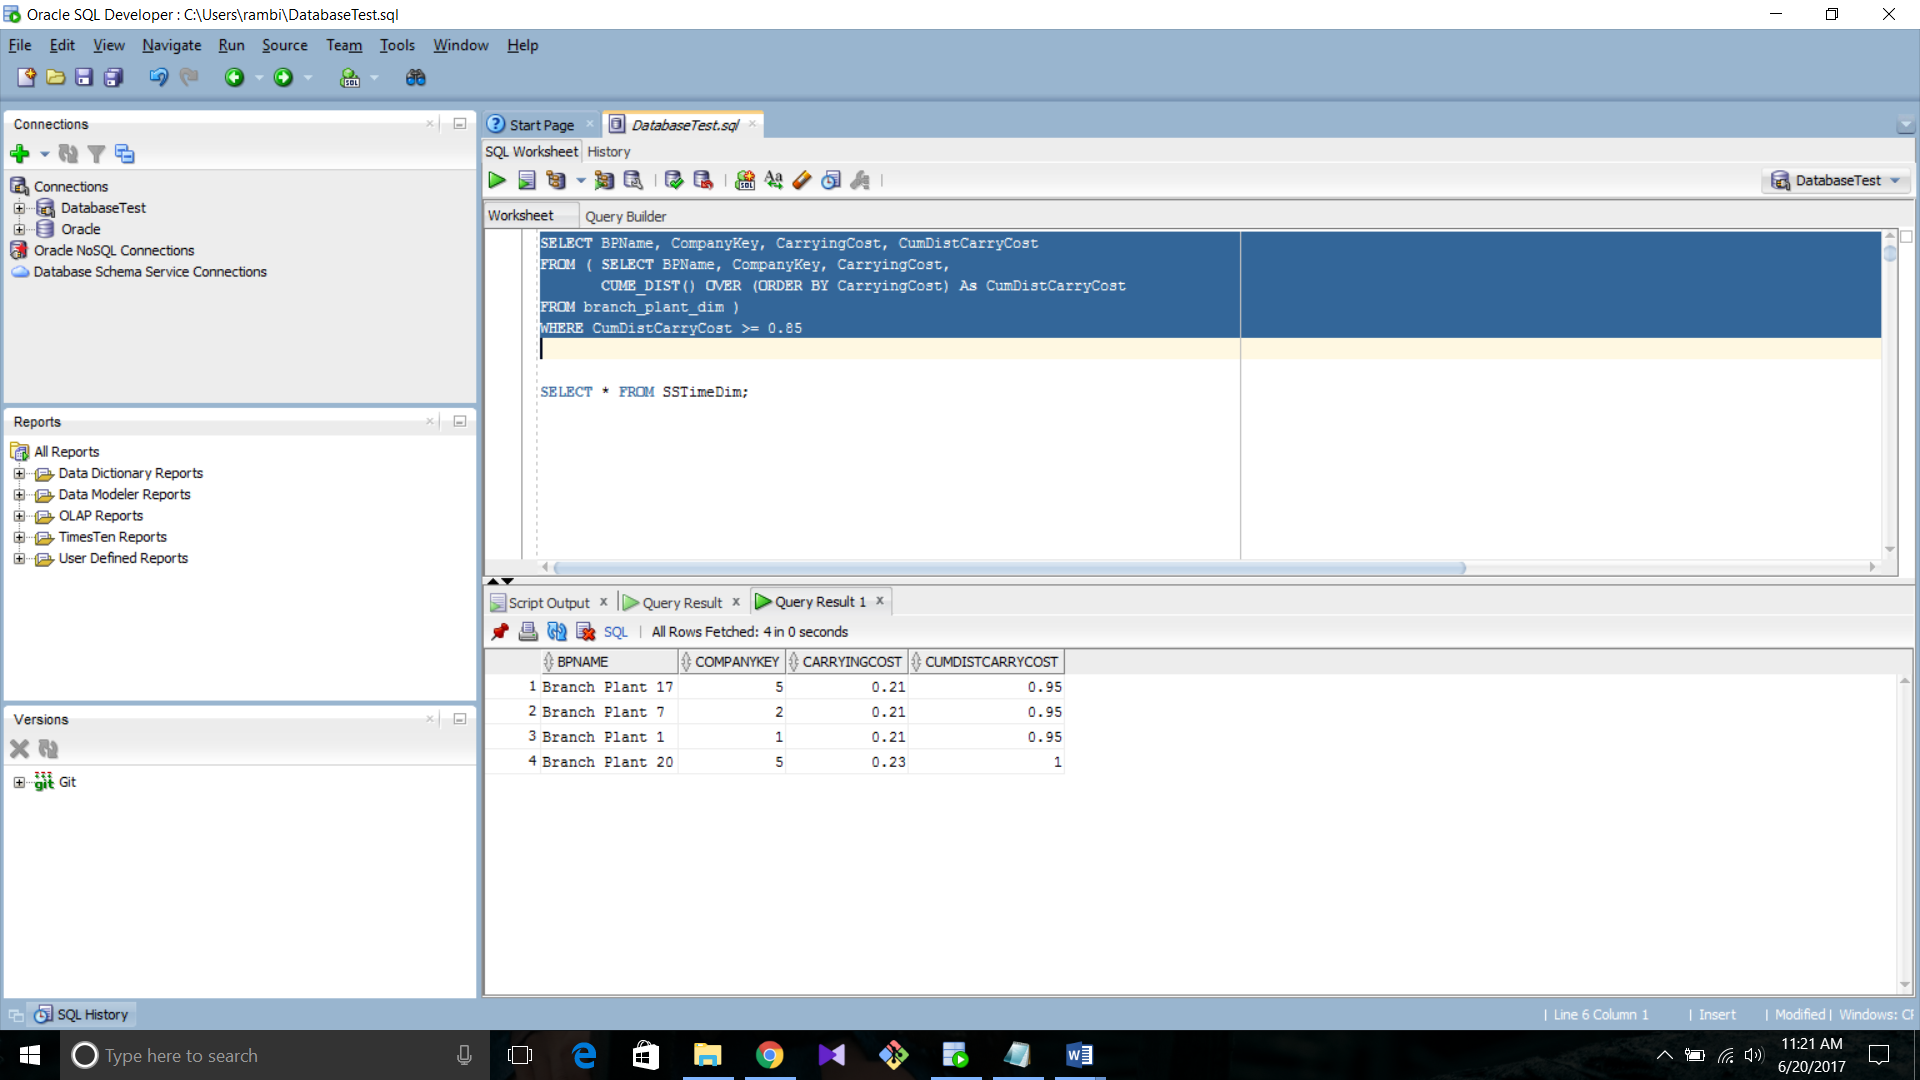 Oracle SQL Developer : C:\Users\rambi\DatabaseTest.sql
File Edit View Navigate Run Source Team Tools Window Help
Connections
Connections
DatabaseTest
Oracle
Oracle NoSQL Connections
Database Schema Service Connections
Reports
All Reports
Data Dictionary Reports
Data Modeler Reports
OLAP Reports
TimesTen Reports
User Defined Reports
Versions
Git
Start Page DatabaseTest.sql
SQL Worksheet History
DatabaseTest
Worksheet Query Builder
SELECT BPName, CompanyKey, CarryingCost, CumDistCarryCost
FROM ( SELECT BPName, CompanyKey, CarryingCost,
CUME_DIST() OVER (ORDER BY CarryingCost) As CumDistCarryCost
FROM branch_plant_dim )
WHERE CumDistCarryCost >= 0.85
SELECT * FROM SSTimeDim;
Script Output Query Result Query Result 1
SQL All Rows Fetched: 4 in 0 seconds
BPNAME COMPANYKEY CARRYINGCOST CUMDISTCARRYCOST
1 Branch Plant 17 5 0.21 0.95
2 Branch Plant 7 2 0.21 0.95
3 Branch Plant 1 1 0.21 0.95
4 Branch Plant 20 5 0.23 1
SQL History
Line 6 Column 1 Insert Modified Windows: CF
Type here to search
11:21 AM
6/20/2017